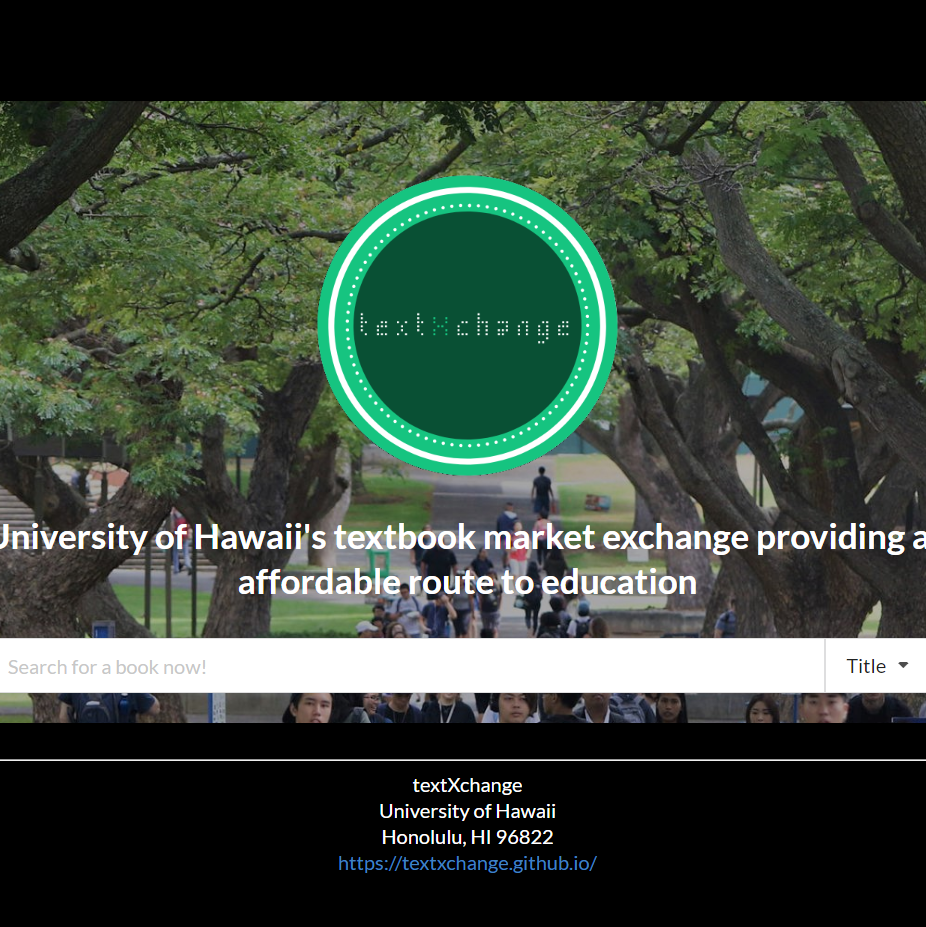 textXchange
University of Hawaii's textbook market exchange providing a
affordable route to education
Search for a book now!
Title
textXchange
University of Hawaii
Honolulu, HI 96822
https://textxchange.github.io/